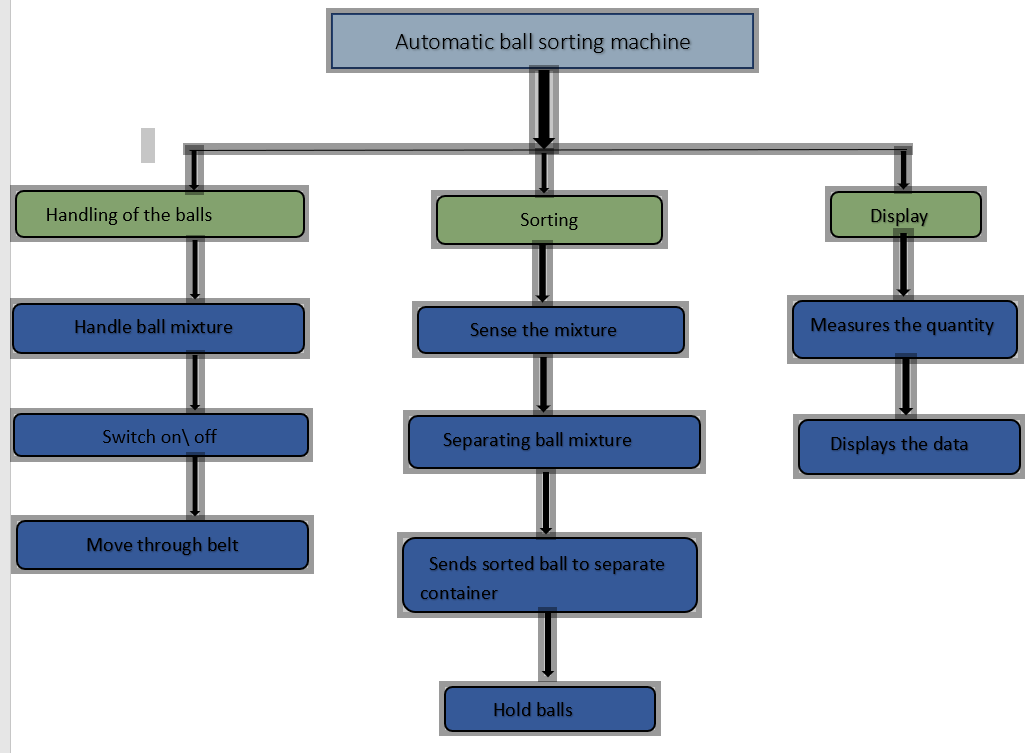 Automatic ball sorting machine
Handling of the balls
Handle ball mixture
Switch on\ off
Move through belt
Sorting
Sense the mixture
Separating ball mixture
Sends sorted ball to separate
container
Hold balls
Display
Measures the quantity
Displays the data